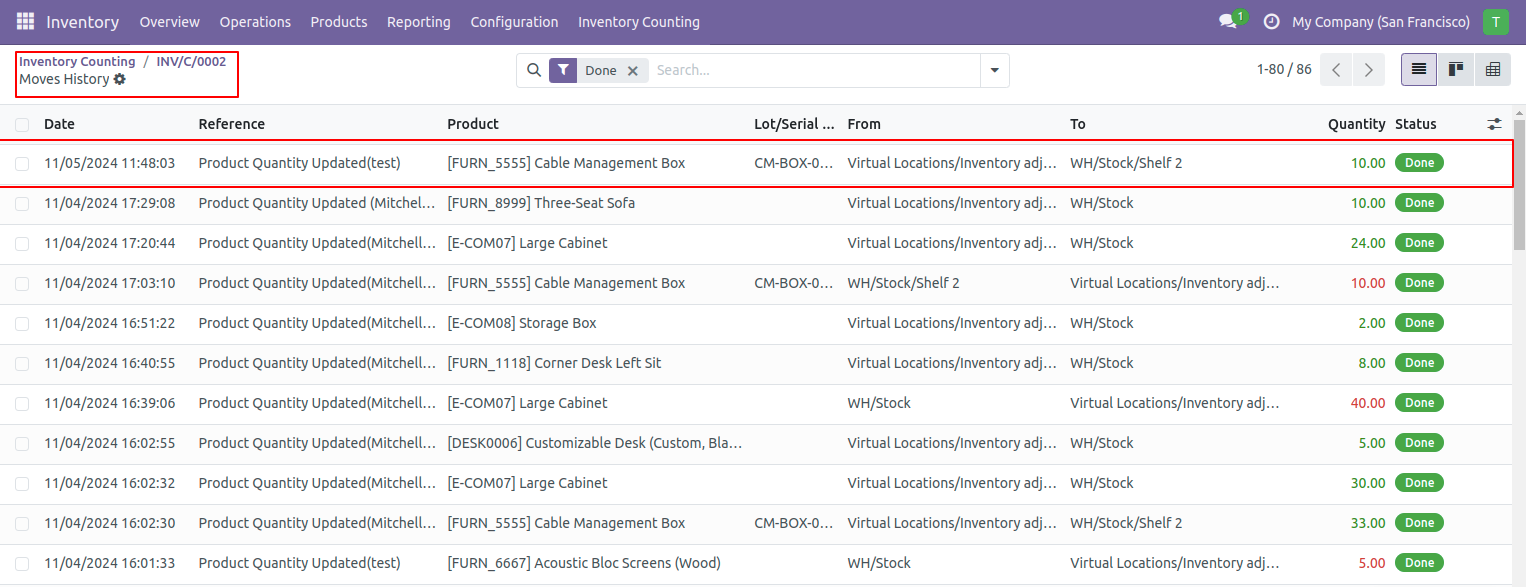 Inventory Overview Operations Products Reporting Configuration Inventory Counting 1 My Company (San Francisco) T
Inventory Counting / INV/C/0002
Moves History
Done Search... 1-80 / 86
Date Reference Product Lot/Serial ... From To Quantity Status
11/05/2024 11:48:03 Product Quantity Updated(test) [FURN_5555] Cable Management Box CM-BOX-0... Virtual Locations/Inventory adj... WH/Stock/Shelf 2 10.00 Done
11/04/2024 17:29:08 Product Quantity Updated (Mitchel... [FURN_8999] Three-Seat Sofa Virtual Locations/Inventory adj... WH/Stock 10.00 Done
11/04/2024 17:20:44 Product Quantity Updated(Mitchell... [E-COM07] Large Cabinet Virtual Locations/Inventory adj... WH/Stock 24.00 Done
11/04/2024 17:03:10 Product Quantity Updated(Mitchell... [FURN_5555] Cable Management Box CM-BOX-0... WH/Stock/Shelf 2 Virtual Locations/Inventory adj... 10.00 Done
11/04/2024 16:51:22 Product Quantity Updated(Mitchell... [E-COM08] Storage Box Virtual Locations/Inventory adj... WH/Stock 2.00 Done
11/04/2024 16:40:55 Product Quantity Updated(Mitchell... [FURN_1118] Corner Desk Left Sit Virtual Locations/Inventory adj... WH/Stock 8.00 Done
11/04/2024 16:39:06 Product Quantity Updated(Mitchell... [E-COM07] Large Cabinet WH/Stock Virtual Locations/Inventory adj... 40.00 Done
11/04/2024 16:02:55 Product Quantity Updated(Mitchell... [DESK0006] Customizable Desk (Custom, Bla... Virtual Locations/Inventory adj... WH/Stock 5.00 Done
11/04/2024 16:02:32 Product Quantity Updated(Mitchell... [E-COM07] Large Cabinet Virtual Locations/Inventory adj... WH/Stock 30.00 Done
11/04/2024 16:02:30 Product Quantity Updated(Mitchell... [FURN_5555] Cable Management Box CM-BOX-0... Virtual Locations/Inventory adj... WH/Stock/Shelf 2 33.00 Done
11/04/2024 16:01:33 Product Quantity Updated(test) [FURN_6667] Acoustic Bloc Screens (Wood) WH/Stock Virtual Locations/Inventory adj... 5.00 Done